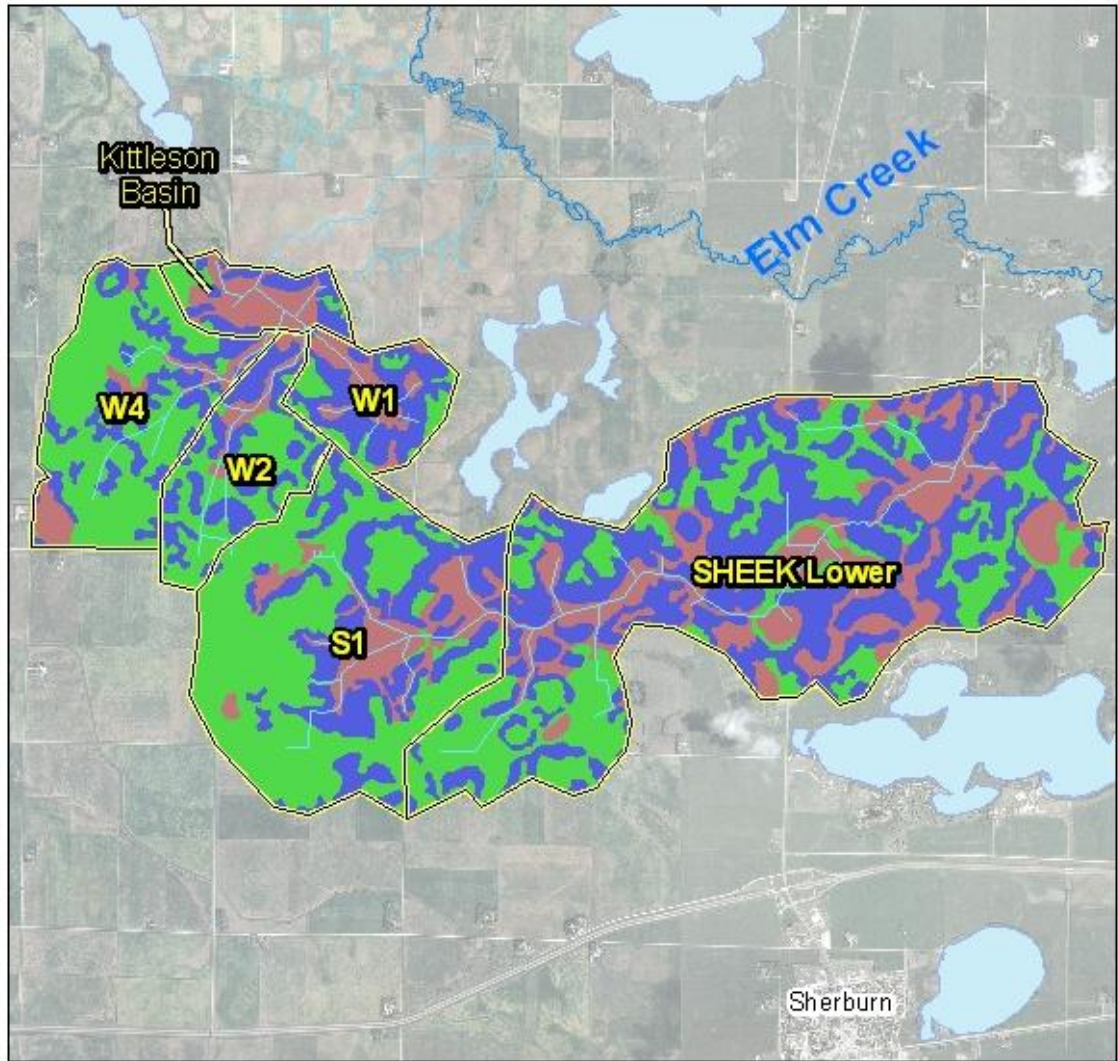 Kittleson
Basin
Elm Creek
W4
W1
W2
SHEEK Lower
S1
Sherburn